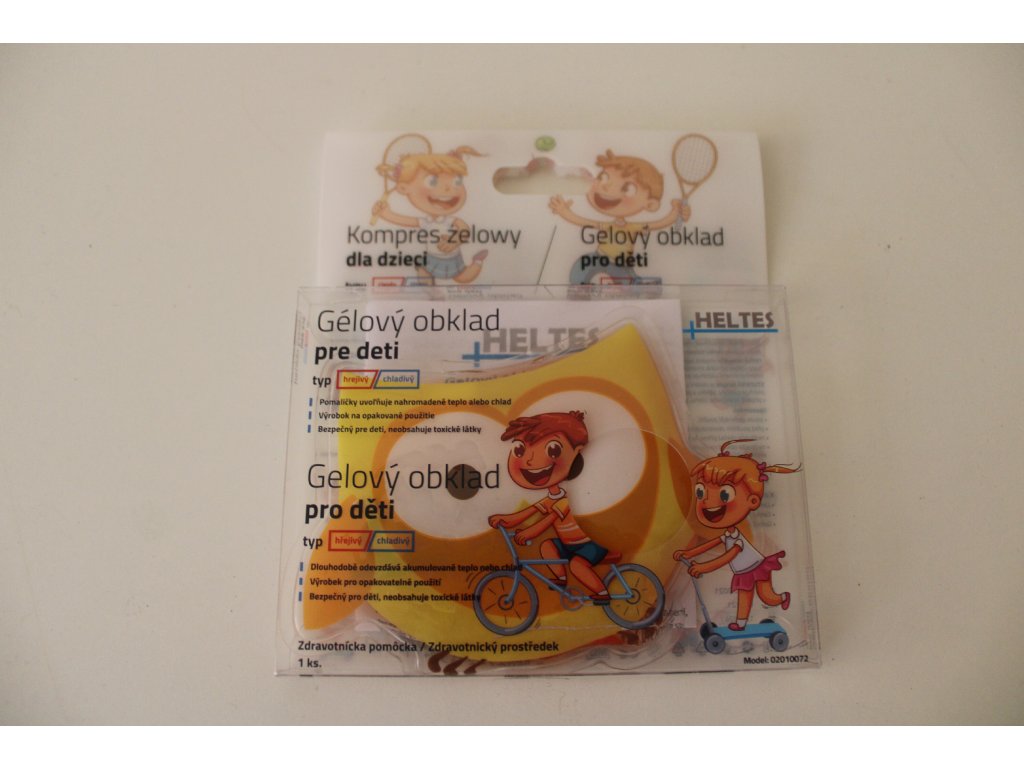 Kompres żelowy
dla dzieci
Gelový obklad
pro děti
Gélový obklad
pre deti
typ hrejivý chladivý
Pomaličky uvoľňuje nahromadené teplo alebo chlad
Výrobok na opakované použitie
Bezpečný pre deti, neobsahuje toxické látky
HELTES
HELTES
Gelový obklad
pro děti
typ hřejivý chladivý
Dlouhodobě odevzdává akumulované teplo nebo chlad
Výrobek pro opakovatelné použití
Bezpečný pro děti, neobsahuje toxické látky
Zdravotnícka pomôcka / Zdravotnický prostředek
1 ks.
Model: 02010072